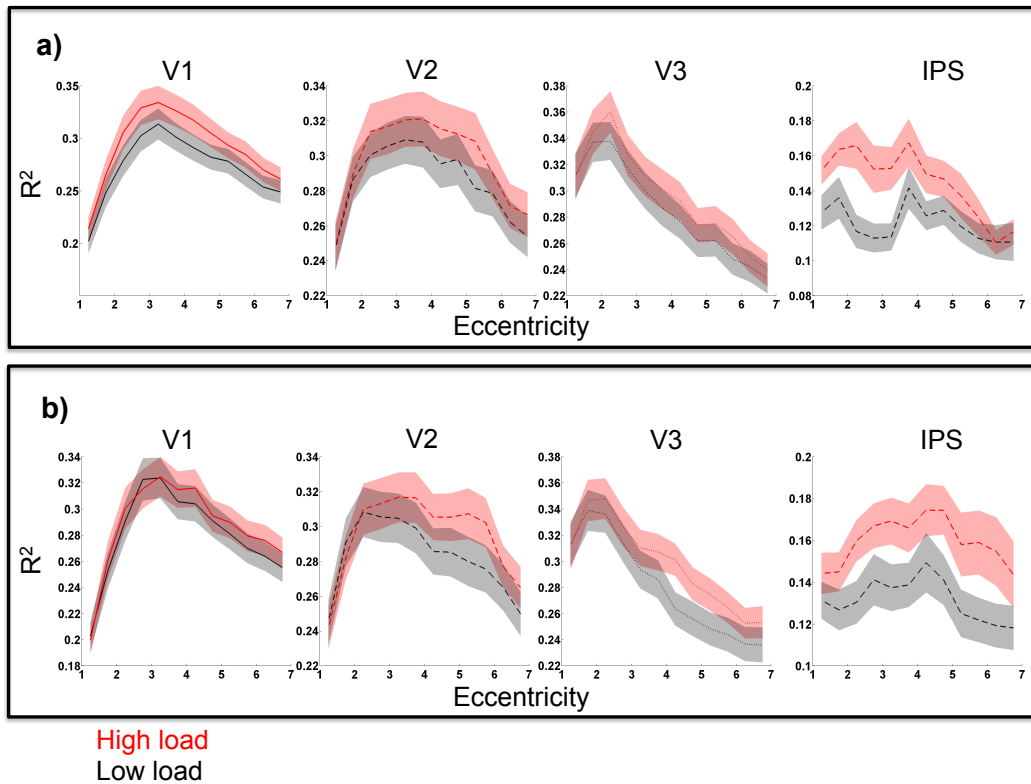 a)
V1
V2
V3
IPS
R²
0.35
0.3
0.25
0.2
1 2 3 4 5 6 7
0.34
0.32
0.3
0.28
0.26
0.24
0.22
1 2 3 4 5 6 7
0.38
0.36
0.34
0.32
0.3
0.28
0.26
0.24
0.22
1 2 3 4 5 6 7
0.2
0.18
0.16
0.14
0.12
0.1
0.08
1 2 3 4 5 6 7
Eccentricity
b)
V1
V2
V3
IPS
R²
0.34
0.32
0.3
0.28
0.26
0.24
0.22
0.2
0.18
1 2 3 4 5 6 7
0.34
0.32
0.3
0.28
0.26
0.24
0.22
1 2 3 4 5 6 7
0.38
0.36
0.34
0.32
0.3
0.28
0.26
0.24
0.22
1 2 3 4 5 6 7
0.2
0.18
0.16
0.14
0.12
0.1
1 2 3 4 5 6 7
Eccentricity
High load
Low load